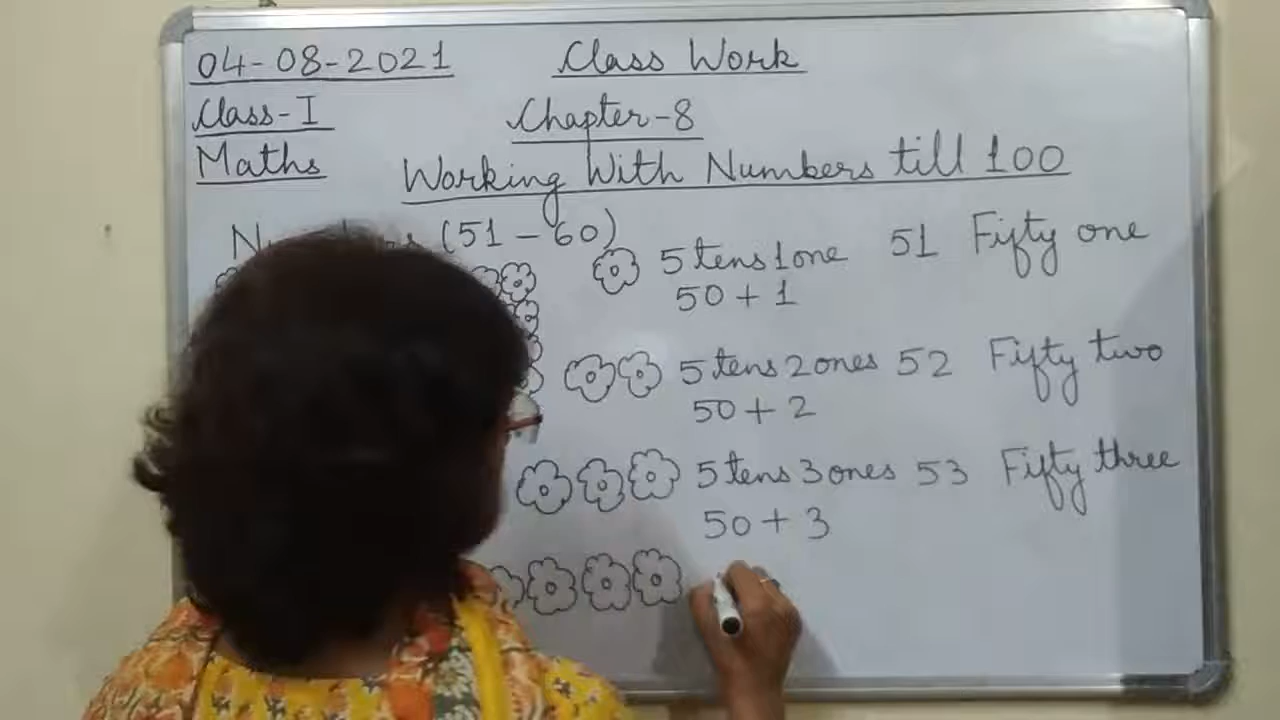 04-08-2021 Class Work
Class-I Chapter-8
Maths Working With Numbers till 100
(51-60)
5 tens 1 one 51 Fifty one
50 + 1
5 tens 2 ones 52 Fifty two
50 + 2
5 tens 3 ones 53 Fifty three
50 + 3